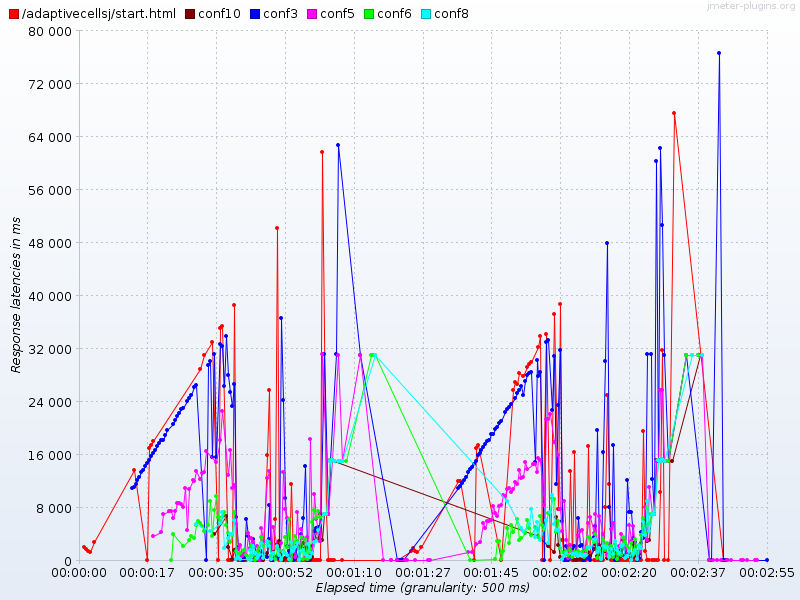 /adaptivecellsj/start.html conf10 conf3 conf5 conf6 conf8
jmeter-plugins.org
80 000
72 000
64 000
56 000
48 000
40 000
32 000
24 000
16 000
8 000
0
Response latencies in ms
00:00:00 00:00:17 00:00:35 00:00:52 00:01:10 00:01:27 00:01:45 00:02:02 00:02:20 00:02:37 00:02:55
Elapsed time (granularity: 500 ms)